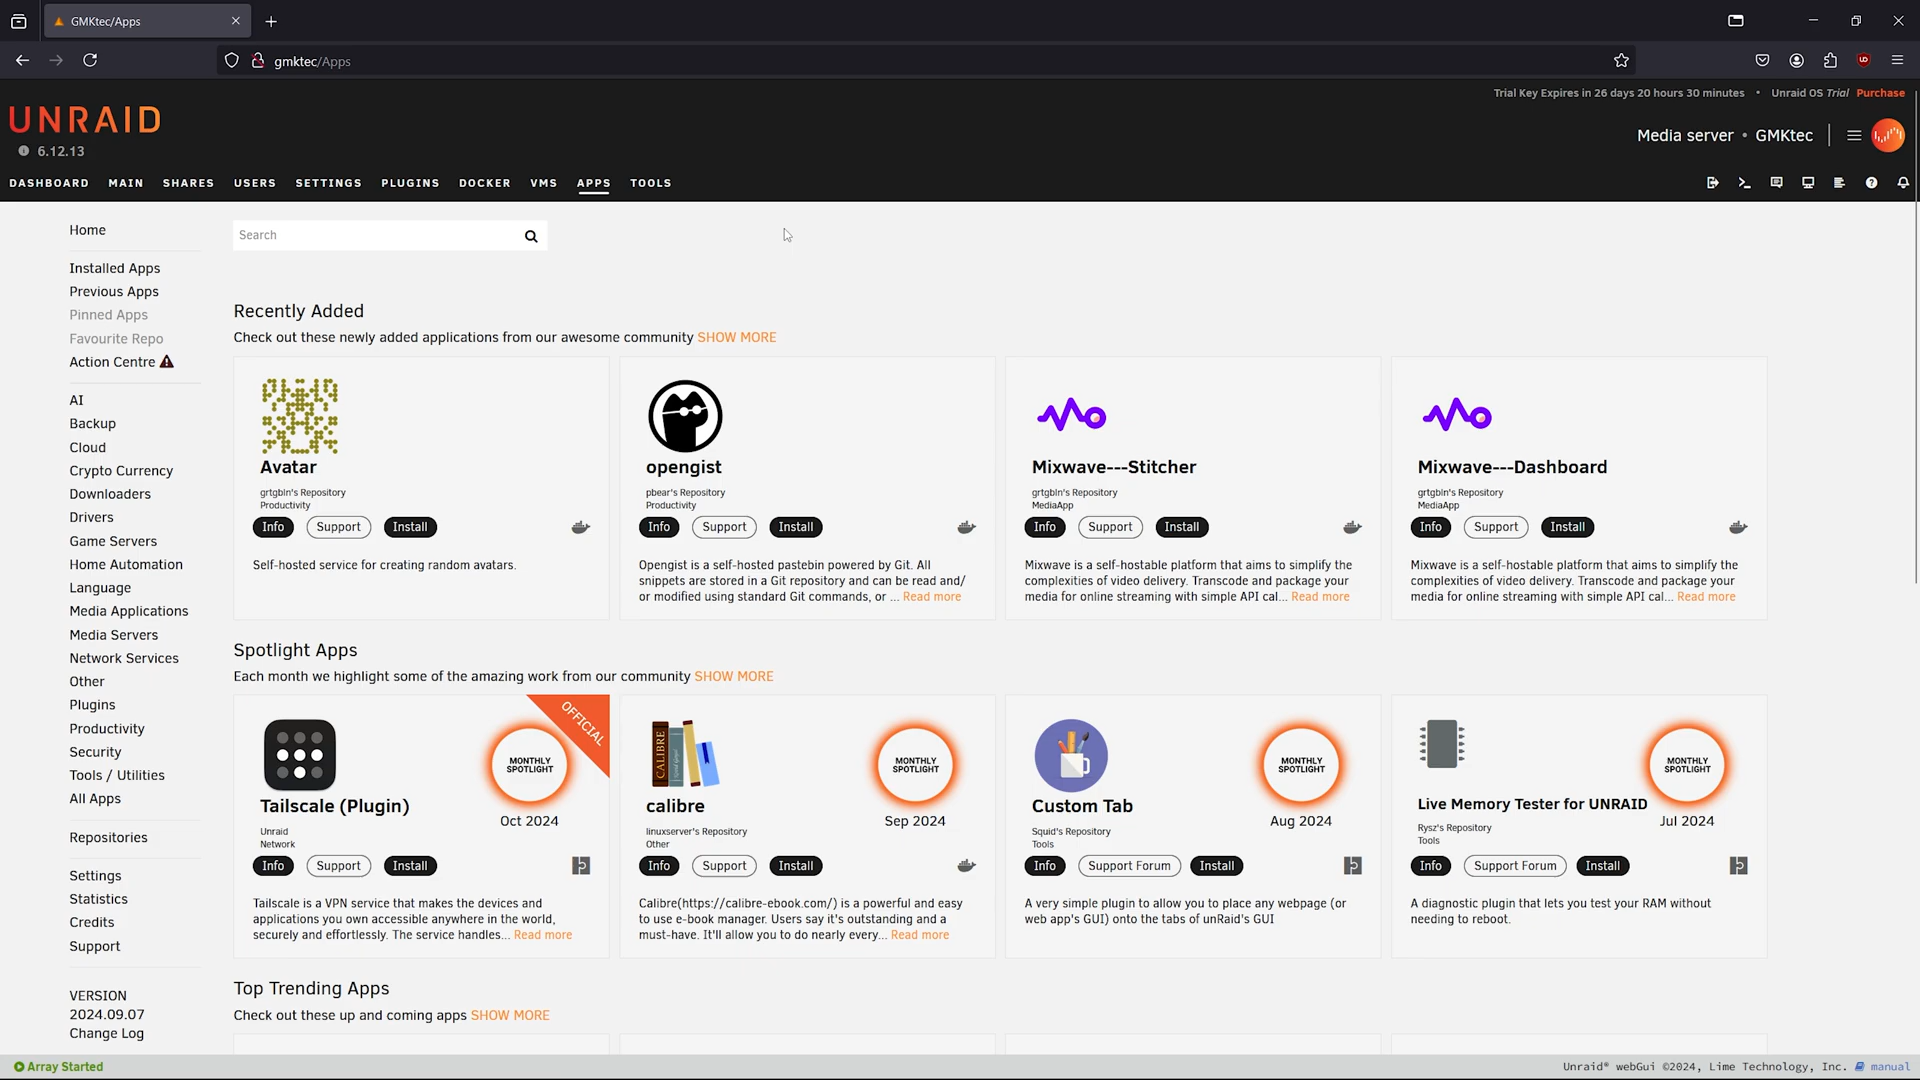 GMKtec/Apps
gmktec/Apps
Trial Key Expires in 26 days 20 hours 30 minutes • Unraid OS Trial Purchase
UNRAID
6.12.13
Media server • GMKtec
DASHBOARD MAIN SHARES USERS SETTINGS PLUGINS DOCKER VMS APPS TOOLS
Home
Installed Apps
Previous Apps
Pinned Apps
Favourite Repo
Action Centre
AI
Backup
Cloud
Crypto Currency
Downloaders
Drivers
Game Servers
Home Automation
Language
Media Applications
Media Servers
Network Services
Other
Plugins
Productivity
Security
Tools / Utilities
All Apps
Repositories
Settings
Statistics
Credits
Support
VERSION
2024.09.07
Change Log
Search
Recently Added
Check out these newly added applications from our awesome community SHOW MORE
Avatar
grtgbln's Repository
Productivity
Info Support Install
Self-hosted service for creating random avatars.
opengist
pbear's Repository
Productivity
Info Support Install
Opengist is a self-hosted pastebin powered by Git. All
snippets are stored in a Git repository and can be read and/
or modified using standard Git commands, or ... Read more
Mixwave---Stitcher
grtgbln's Repository
MediaApp
Info Support Install
Mixwave is a self-hostable platform that aims to simplify the
complexities of video delivery. Transcode and package your
media for online streaming with simple API cal... Read more
Mixwave---Dashboard
grtgbln's Repository
MediaApp
Info Support Install
Mixwave is a self-hostable platform that aims to simplify the
complexities of video delivery. Transcode and package your
media for online streaming with simple API cal... Read more
Spotlight Apps
Each month we highlight some of the amazing work from our community SHOW MORE
OFFICIAL
MONTHLY
SPOTLIGHT
Oct 2024
Tailscale (Plugin)
Unraid
Network
Info Support Install
Tailscale is a VPN service that makes the devices and
applications you own accessible anywhere in the world,
securely and effortlessly. The service handles... Read more
CALIBRE
MONTHLY
SPOTLIGHT
Sep 2024
calibre
linuxserver's Repository
Other
Info Support Install
Calibre(https://calibre-ebook.com/) is a powerful and easy
to use e-book manager. Users say it's outstanding and a
must-have. It'll allow you to do nearly every... Read more
MONTHLY
SPOTLIGHT
Aug 2024
Custom Tab
Squid's Repository
Tools
Info Support Forum Install
A very simple plugin to allow you to place any webpage (or
web app's GUI) onto the tabs of unRaid's GUI
MONTHLY
SPOTLIGHT
Jul 2024
Live Memory Tester for UNRAID
Rysz's Repository
Tools
Info Support Forum Install
A diagnostic plugin that lets you test your RAM without
needing to reboot.
Top Trending Apps
Check out these up and coming apps SHOW MORE
Array Started
Unraid® webGui ©2024, Lime Technology, Inc. manual